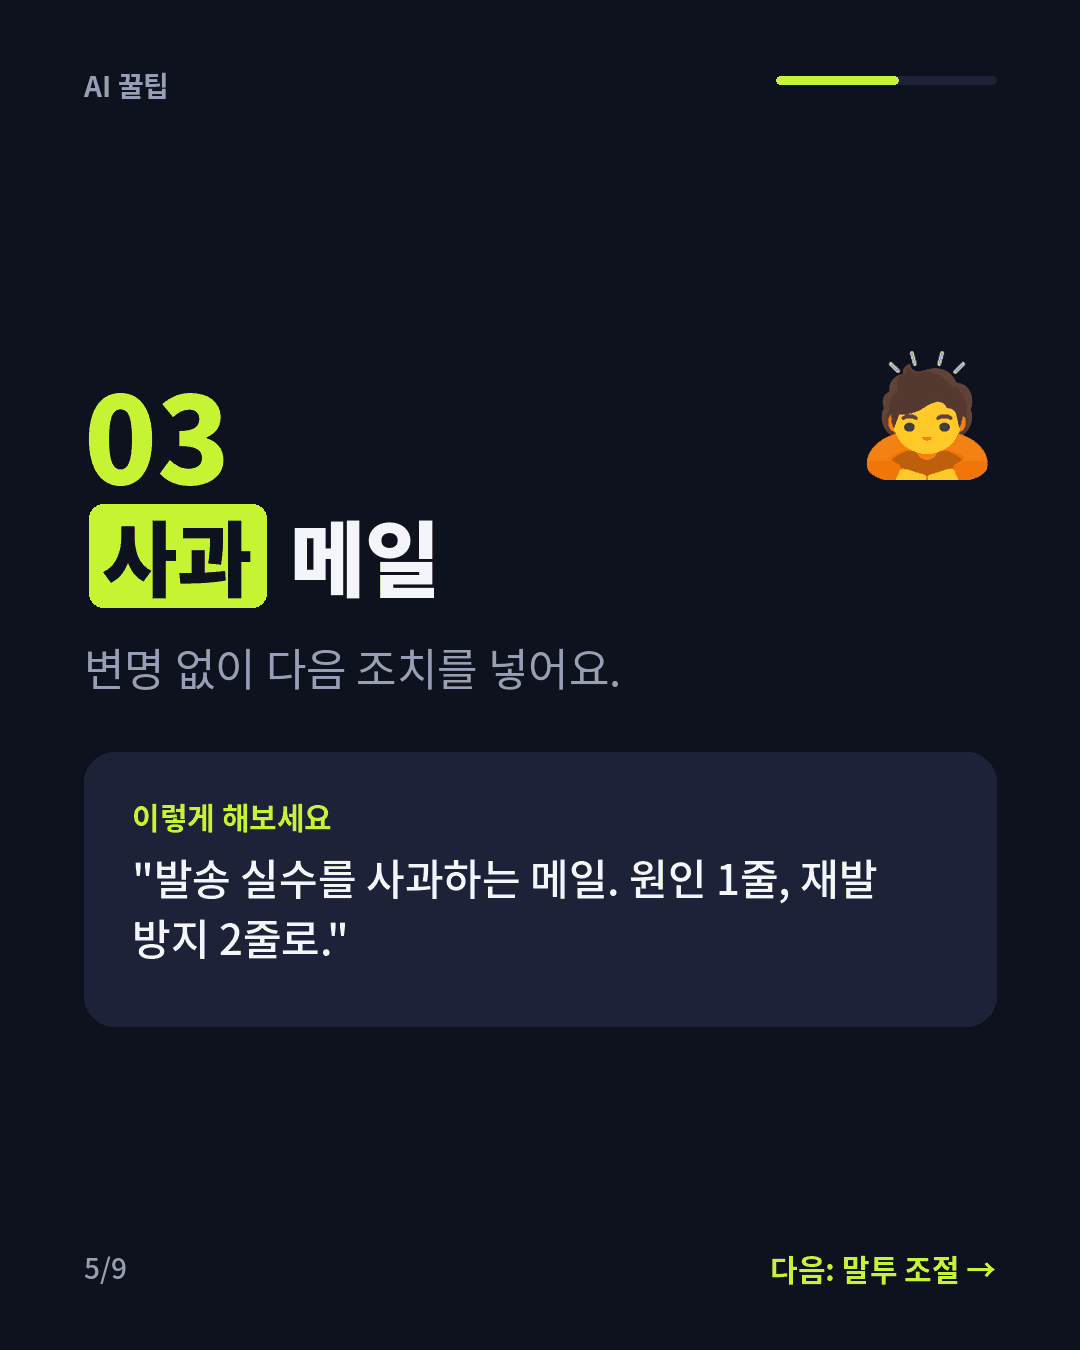 AI 꿀팁
03
사과 메일
변명 없이 다음 조치를 넣어요.
이렇게 해보세요
"발송 실수를 사과하는 메일. 원인 1줄, 재발
방지 2줄로."
5/9
다음: 말투 조절 →